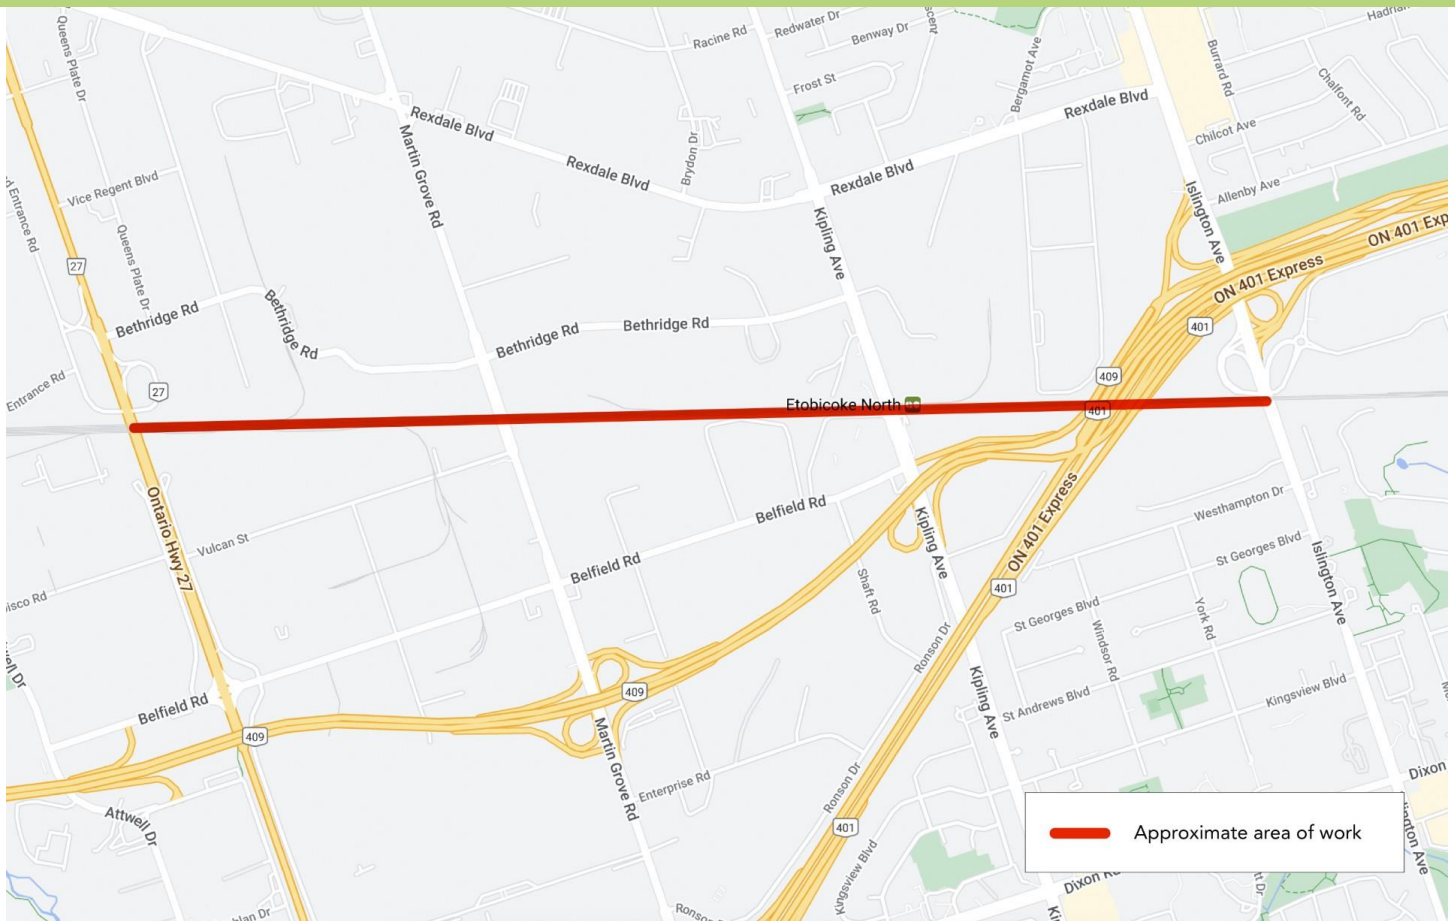 Queens Plate Dr
Racine Rd
Redwater Dr
Benway Dr
Burrard Rd
Chalfont Rd
Bergamot Ave
Frost St
Rexdale Blvd
Rexdale Blvd
Chilcot Ave
Martin Grove Rd
Rexdale Blvd
Brydon Dr
Rexdale Blvd
Vice Regent Blvd
Allenby Ave
Islington Ave
Entrance Rd
Queens Plate Dr
Kipling Ave
ON 401 Exp
27
ON 401 Express
Bethridge Rd
Bethridge Rd
Bethridge Rd
Bethridge Rd
401
Entrance Rd
27
409
Etobicoke North
401
Ontario Hwy 27
Vulcan St
Belfield Rd
Kipling Ave
ON 401 Express
Westhampton Dr
St Georges Blvd
Islington Ave
Belfield Rd
Shaft Rd
401
St Georges Blvd
York Rd
Windsor Rd
Ronson Dr
Kipling Ave
Belfield Rd
409
409
Martin Grove Rd
St Andrews Blvd
Kingsview Blvd
Enterprise Rd
Ronson Dr
Dixon
Attwell Dr
401
Kingsview Blvd
Approximate area of work
Dixon
Ronson